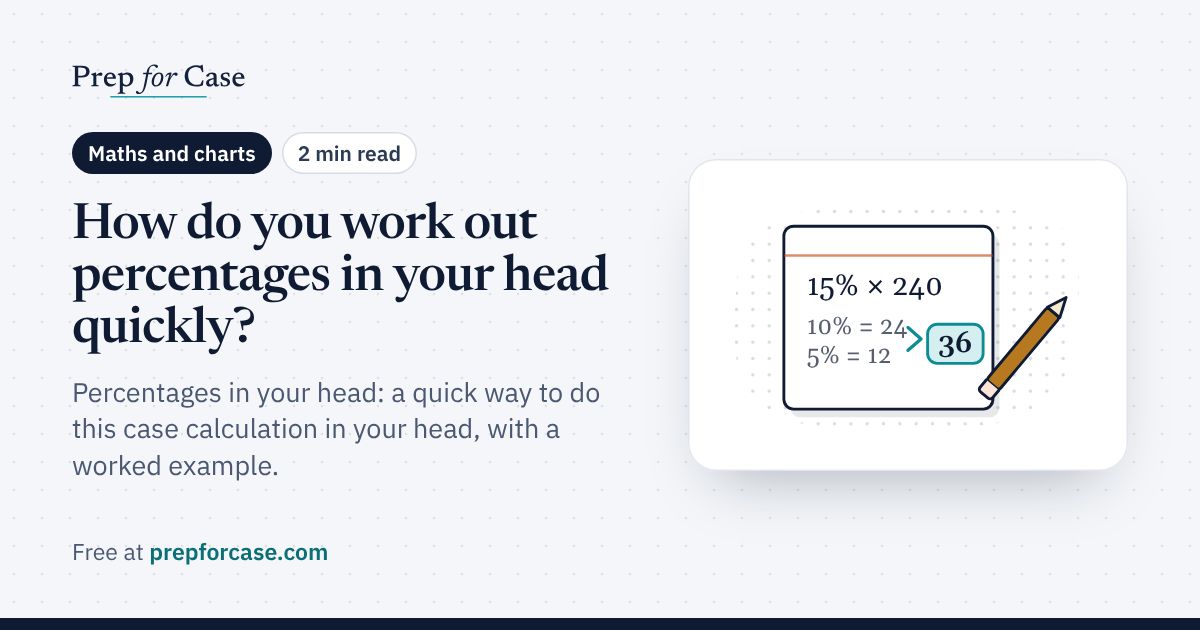 Prep for Case
Maths and charts
2 min read
How do you work out
percentages in your head
quickly?
Percentages in your head: a quick way to do
this case calculation in your head, with a
worked example.
Free at prepforcase.com
15% × 240
10% = 24
5% = 12
36